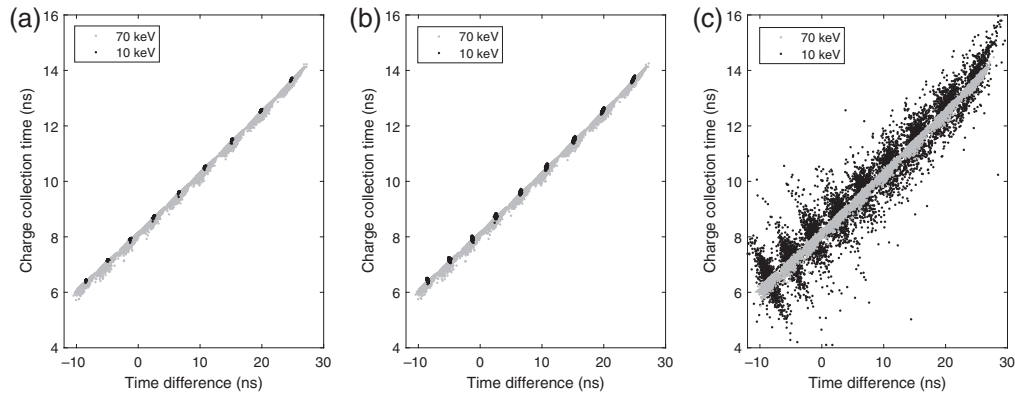 (a)
16
14
12
10
8
6
4
Charge collection time (ns)
70 keV
10 keV
−10 0 10 20 30
Time difference (ns)
(b)
16
14
12
10
8
6
4
Charge collection time (ns)
70 keV
10 keV
−10 0 10 20 30
Time difference (ns)
(c)
16
14
12
10
8
6
4
Charge collection time (ns)
70 keV
10 keV
−10 0 10 20 30
Time difference (ns)